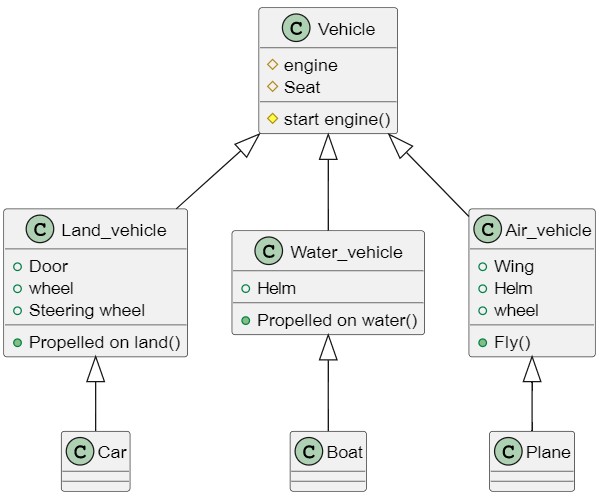 C Vehicle
engine
Seat
start engine()
C Land_vehicle
Door
wheel
Steering wheel
Propelled on land()
C Water_vehicle
Helm
Propelled on water()
C Air_vehicle
Wing
Helm
wheel
Fly()
C Car
C Boat
C Plane